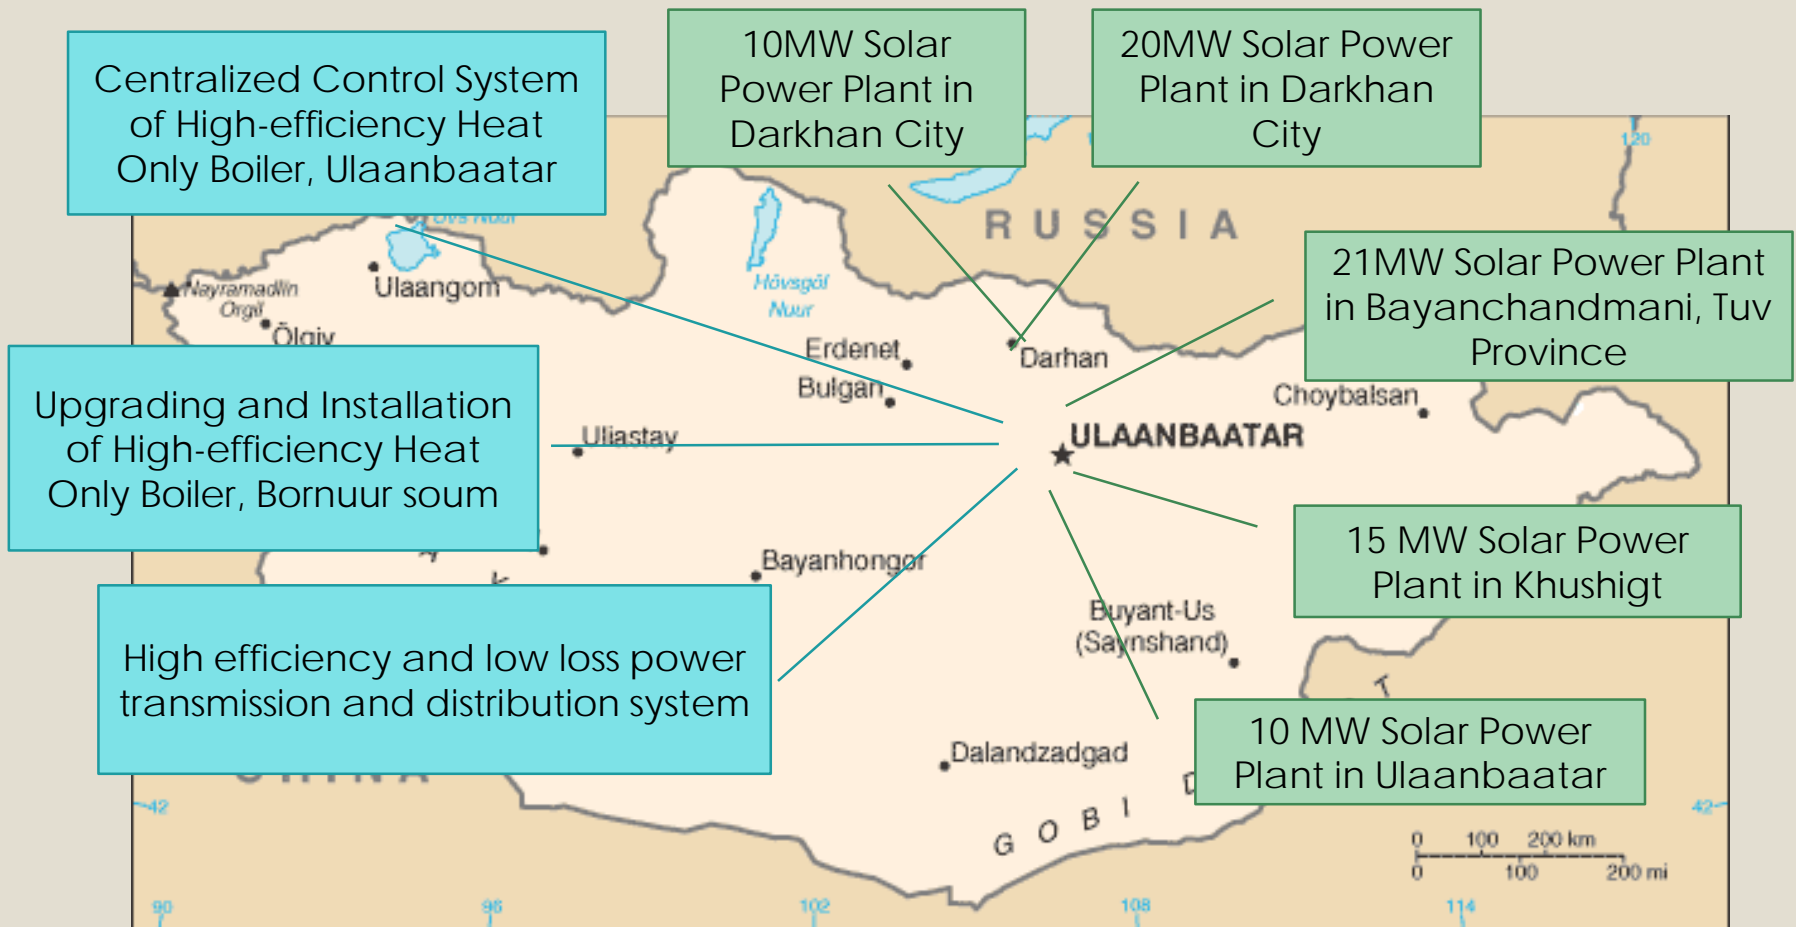 Centralized Control System
of High-efficiency Heat
Only Boiler, Ulaanbaatar
10MW Solar
Power Plant in
Darkhan City
20MW Solar Power
Plant in Darkhan
City
120
RUSSIA
21MW Solar Power Plant
in Bayanchandmani, Tuv
Province
Uvs Nuur
Ulaangom
Nayramadlin
Orgil
Ölgiy
Hövsgöl
Nuur
Erdenet
Bulgan
Darhan
Choybalsan
Upgrading and Installation
of High-efficiency Heat
Only Boiler, Bornuur soum
Uliastay
ULAANBAATAR
Bayanhongor
15 MW Solar Power
Plant in Khushigt
Buyant-Us
(Saynshand)
High efficiency and low loss power
transmission and distribution system
10 MW Solar Power
Plant in Ulaanbaatar
Dalandzadgad
CHINA
GOBI
42
42
0 100 200 km
0 100 200 mi
90
96
102
108
114